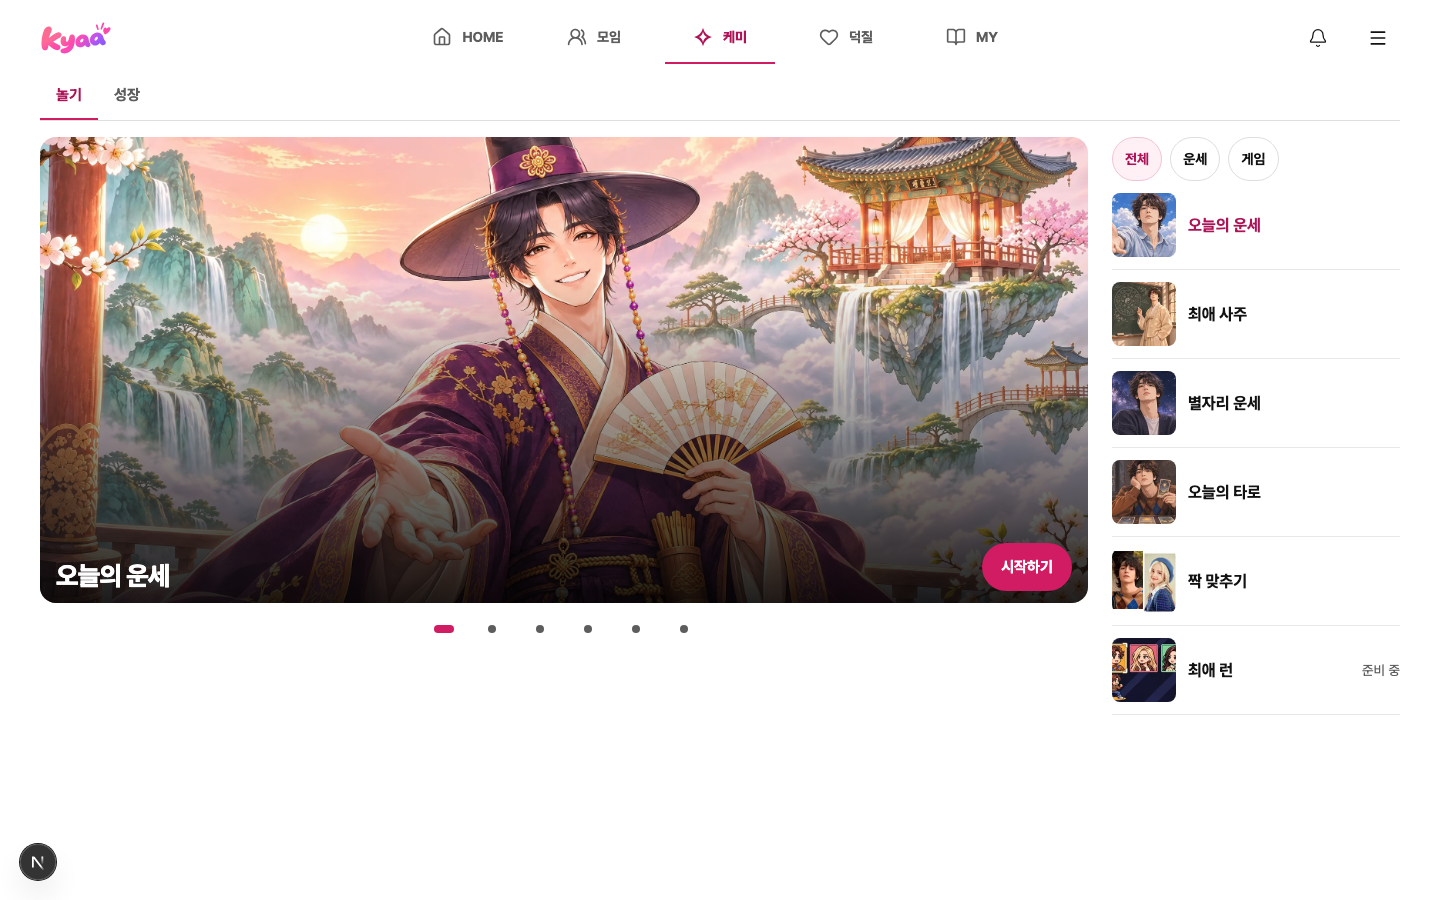 kyaa
HOME
모임
케미
덕질
MY
놀기
성장
오늘의 운세
시작하기
전체
운세
게임
오늘의 운세
최애 사주
별자리 운세
오늘의 타로
짝 맞추기
최애 런
준비 중
N